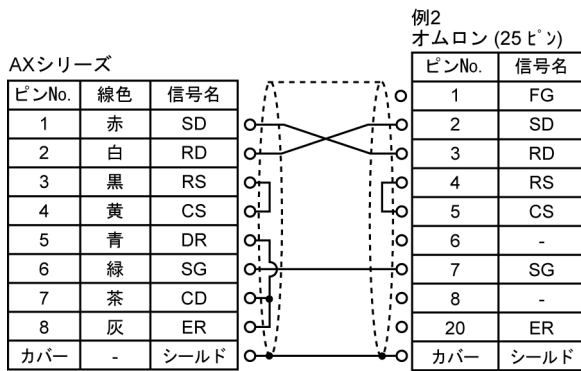 例2
オムロン (25ピン)
AXシリーズ
ピンNo. 線色 信号名
1 赤 SD
2 白 RD
3 黒 RS
4 黄 CS
5 青 DR
6 緑 SG
7 茶 CD
8 灰 ER
カバー - シールド
ピンNo. 信号名
1 FG
2 SD
3 RD
4 RS
5 CS
6 -
7 SG
8 -
20 ER
カバー シールド